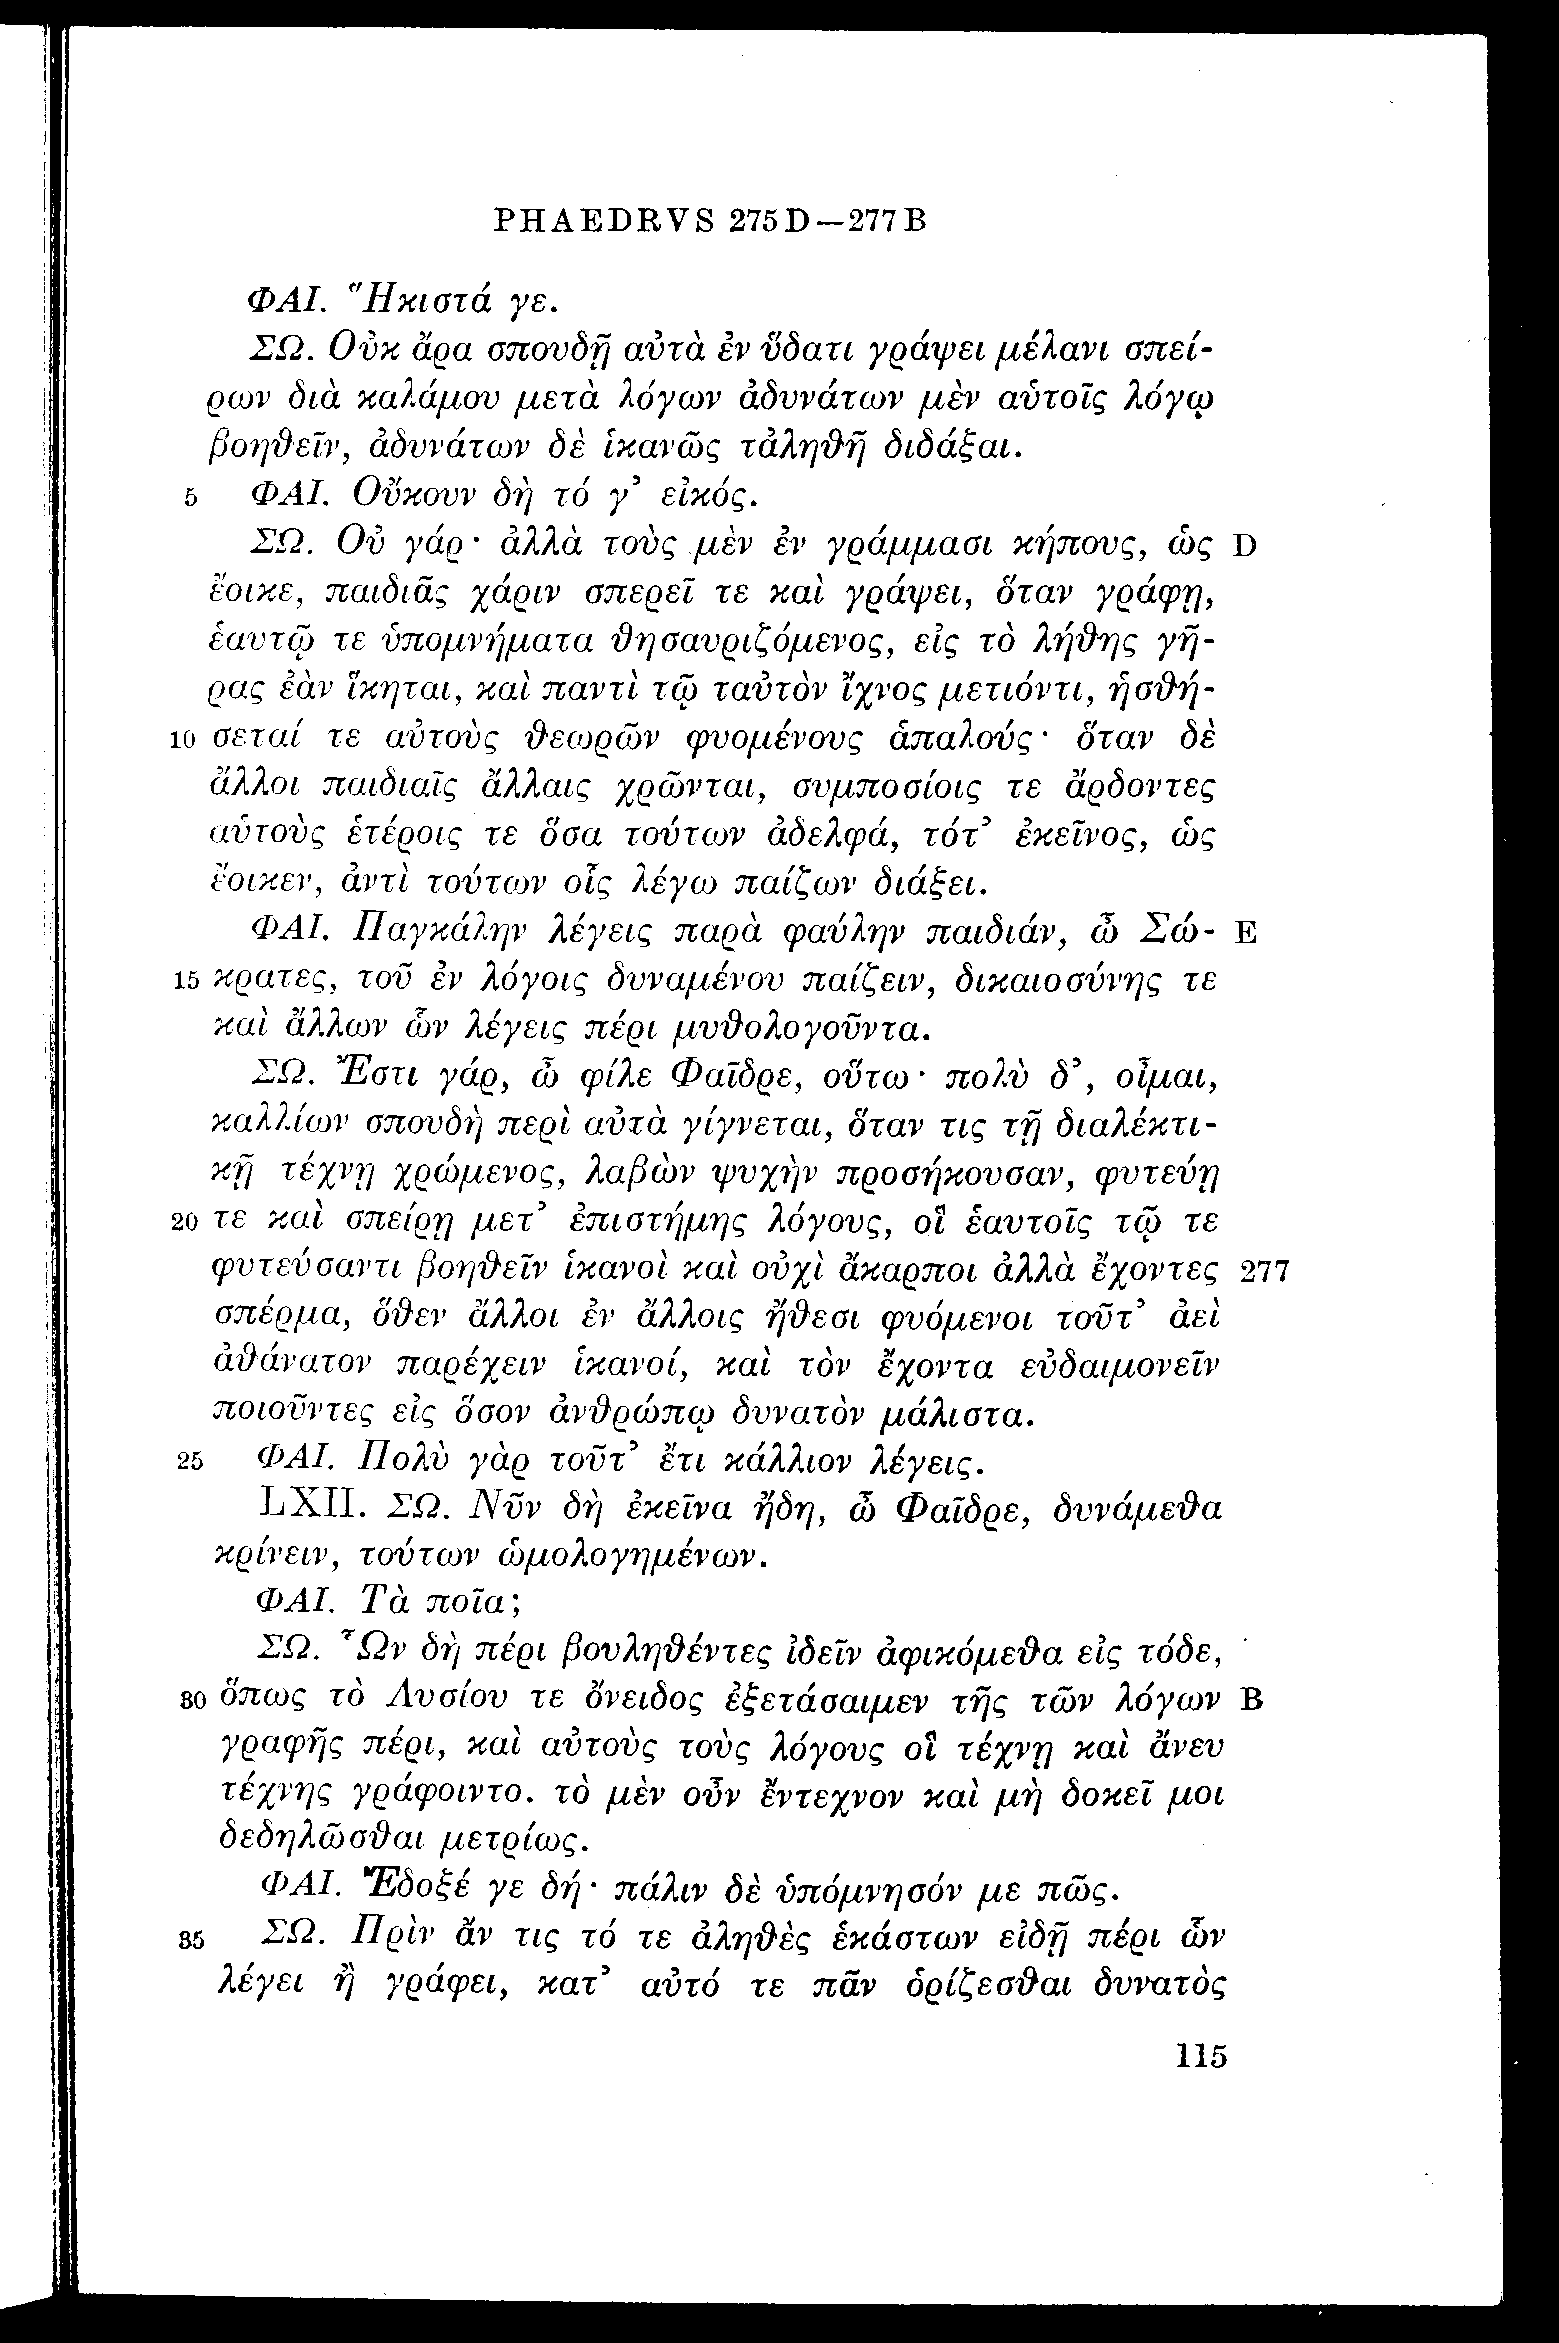 PHAEDRVS 275D—277B
ΦΑΙ. Ἥκιστά γε.
ΣΩ. Οὐκ ἄρα σπουδῇ αὐτὰ ἐν ὕδατι γράψει μέλανι σπεί-
ρων διὰ καλάμου μετὰ λόγων ἀδυνάτων μὲν αὑτοῖς λόγῳ
βοηθεῖν, ἀδυνάτων δὲ ἱκανῶς τἀληθῆ διδάξαι.
5 ΦΑΙ. Οὔκουν δὴ τό γ’ εἰκός.
ΣΩ. Οὐ γάρ· ἀλλὰ τοὺς μὲν ἐν γράμμασι κήπους, ὡς D
ἔοικε, παιδιᾶς χάριν σπερεῖ τε καὶ γράψει, ὅταν γράφῃ,
ἑαυτῷ τε ὑπομνήματα θησαυριζόμενος, εἰς τὸ λήθης γῆ-
ρας ἐὰν ἵκηται, καὶ παντὶ τῷ ταὐτὸν ἴχνος μετιόντι, ἡσθή-
10 σεταί τε αὐτοὺς θεωρῶν φυομένους ἁπαλούς· ὅταν δὲ
ἄλλοι παιδιαῖς ἄλλαις χρῶνται, συμποσίοις τε ἄρδοντες
αὑτοὺς ἑτέροις τε ὅσα τούτων ἀδελφά, τότ’ ἐκεῖνος, ὡς
ἔοικεν, ἀντὶ τούτων οἷς λέγω παίζων διάξει.
ΦΑΙ. Παγκάλην λέγεις παρὰ φαύλην παιδιάν, ὦ Σώ- E
15 κρατες, τοῦ ἐν λόγοις δυναμένου παίζειν, δικαιοσύνης τε
καὶ ἄλλων ὧν λέγεις πέρι μυθολογοῦντα.
ΣΩ. Ἔστι γάρ, ὦ φίλε Φαῖδρε, οὕτω· πολὺ δ’, οἶμαι,
καλλίων σπουδὴ περὶ αὐτὰ γίγνεται, ὅταν τις τῇ διαλέκτι-
κῇ τέχνῃ χρώμενος, λαβὼν ψυχὴν προσήκουσαν, φυτεύῃ
20 τε καὶ σπείρῃ μετ’ ἐπιστήμης λόγους, οἳ ἑαυτοῖς τῷ τε
φυτεύσαντι βοηθεῖν ἱκανοὶ καὶ οὐχὶ ἄκαρποι ἀλλὰ ἔχοντες 277
σπέρμα, ὅθεν ἄλλοι ἐν ἄλλοις ἤθεσι φυόμενοι τοῦτ’ ἀεὶ
ἀθάνατον παρέχειν ἱκανοί, καὶ τὸν ἔχοντα εὐδαιμονεῖν
ποιοῦντες εἰς ὅσον ἀνθρώπῳ δυνατὸν μάλιστα.
25 ΦΑΙ. Πολὺ γὰρ τοῦτ’ ἔτι κάλλιον λέγεις.
LXII. ΣΩ. Νῦν δὴ ἐκεῖνα ἤδη, ὦ Φαῖδρε, δυνάμεθα
κρίνειν, τούτων ὡμολογημένων.
ΦΑΙ. Τὰ ποῖα;
ΣΩ. Ὧν δὴ πέρι βουληθέντες ἰδεῖν ἀφικόμεθα εἰς τόδε,
30 ὅπως τὸ Λυσίου τε ὄνειδος ἐξετάσαιμεν τῆς τῶν λόγων B
γραφῆς πέρι, καὶ αὐτοὺς τοὺς λόγους οἳ τέχνῃ καὶ ἄνευ
τέχνης γράφοιντο. τὸ μὲν οὖν ἔντεχνον καὶ μὴ δοκεῖ μοι
δεδηλῶσθαι μετρίως.
ΦΑΙ. Ἔδοξέ γε δή· πάλιν δὲ ὑπόμνησόν με πῶς.
35 ΣΩ. Πρὶν ἄν τις τό τε ἀληθὲς ἑκάστων εἰδῇ πέρι ὧν
λέγει ἢ γράφει, κατ’ αὐτό τε πᾶν ὁρίζεσθαι δυνατὸς
115